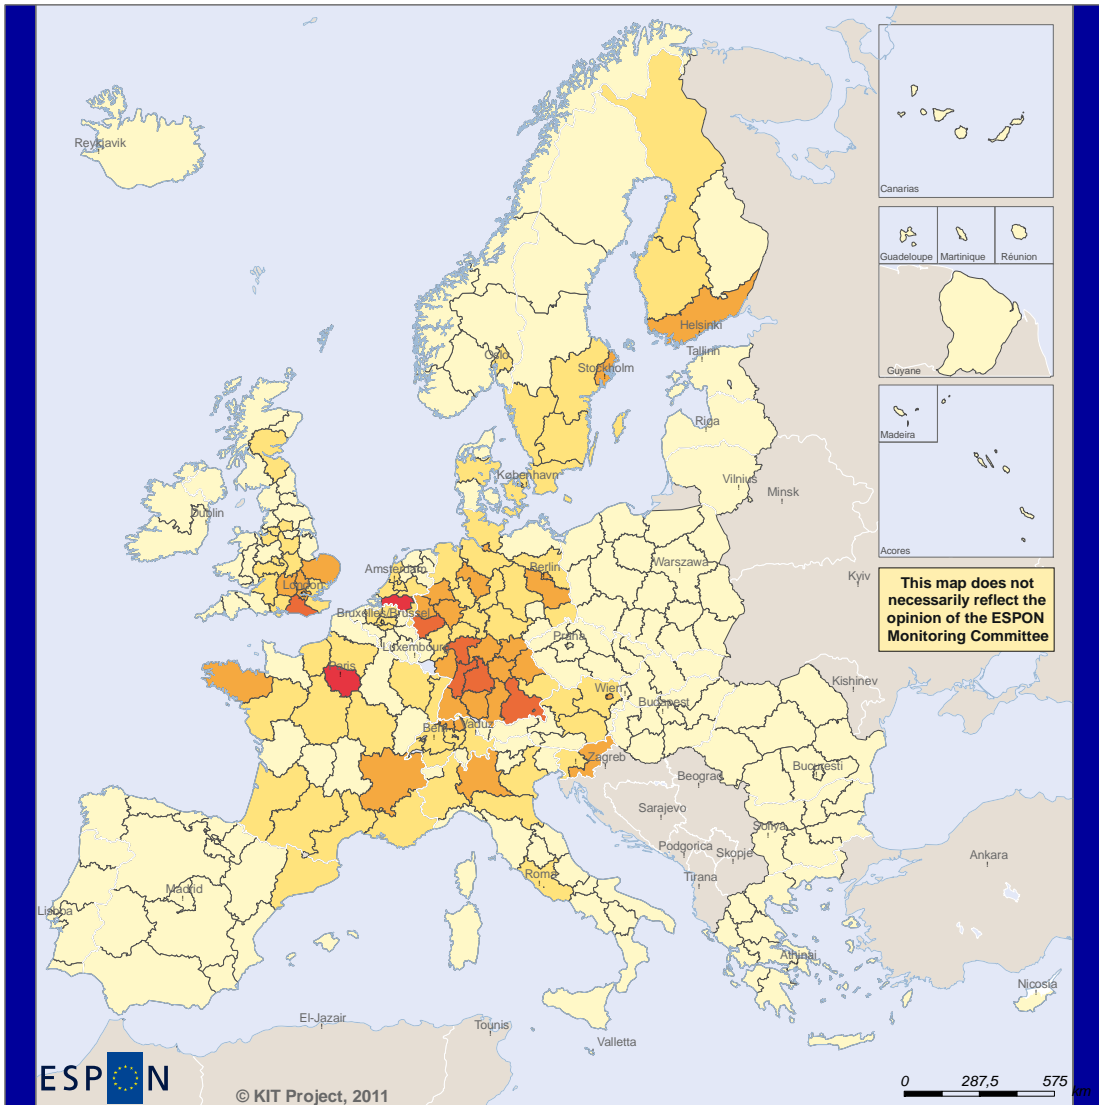 Canarias
Reykjavik
Guadeloupe
Martinique
Réunion
Guyane
Helsinki
Tallinn
Oslo
Stockholm
Riga
Madeira
København
Vilnius
Minsk
Dublin
Acores
Warszawa
Amsterdam
Berlin
London
Kyiv
This map does not
necessarily reflect the
opinion of the ESPON
Monitoring Committee
Bruxelles/Brussel
Praha
Luxembourg
Paris
Kishinev
Wien
Budapest
Bern
Vaduz
Zagreb
Beograd
Bucuresti
Sarajevo
Sofiya
Podgorica
Skopje
Ankara
Tirana
Roma
Madrid
Lisboa
Athinai
Nicosia
El-Jazair
Tounis
Valletta
ESPON
© KIT Project, 2011
0 287,5 575
km